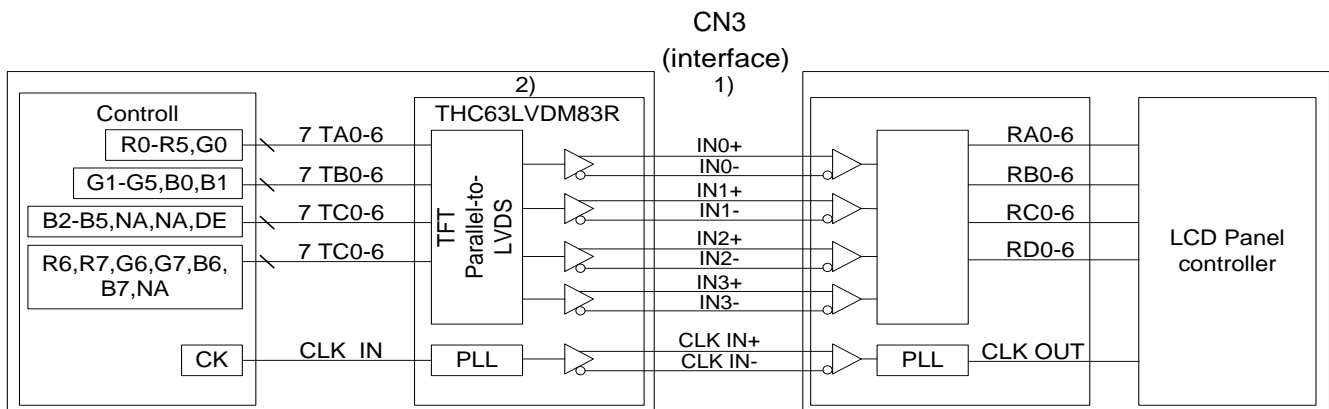 CN3
(interface)
1)
2)
Controll
THC63LVDM83R
R0-R5,G0
7 TA0-6
G1-G5,B0,B1
7 TB0-6
B2-B5,NA,NA,DE
7 TC0-6
R6,R7,G6,G7,B6,
B7,NA
7 TC0-6
CK
CLK IN
TFT
Parallel-to-
LVDS
PLL
IN0+
IN0-
IN1+
IN1-
IN2+
IN2-
IN3+
IN3-
CLK IN+
CLK IN-
PLL
RA0-6
RB0-6
RC0-6
RD0-6
CLK OUT
LCD Panel
controller